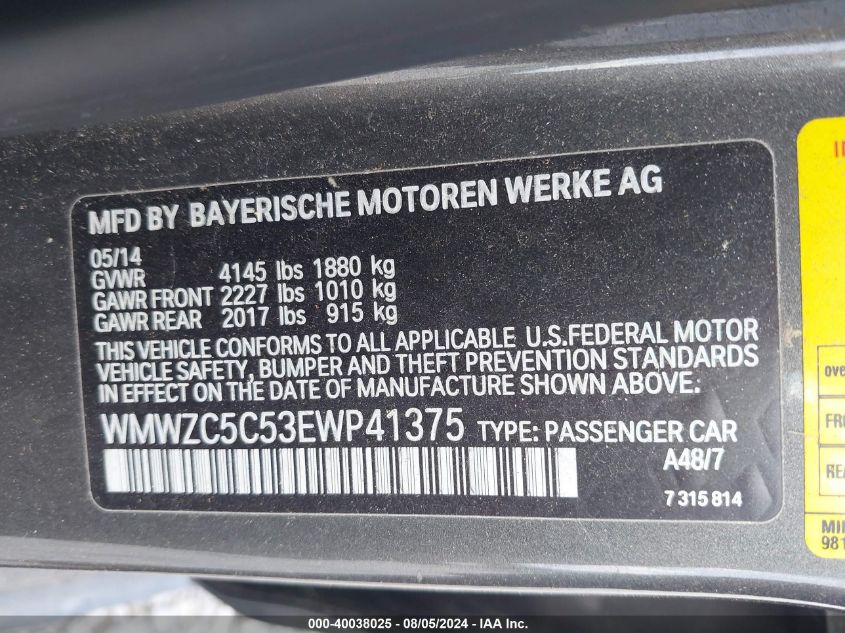 MFD BY BAYERISCHE MOTOREN WERKE AG
05/14
GVWR 4145 lbs 1880 kg
GAWR FRONT 2227 lbs 1010 kg
GAWR REAR 2017 lbs 915 kg
THIS VEHICLE CONFORMS TO ALL APPLICABLE U.S.FEDERAL MOTOR
VEHICLE SAFETY, BUMPER AND THEFT PREVENTION STANDARDS
IN EFFECT ON THE DATE OF MANUFACTURE SHOWN ABOVE:
WMWZC5C53EWP41375 TYPE: PASSENGER CAR
A48/7
7 315 814
000-40038025 - 08/05/2024 - IAA Inc.